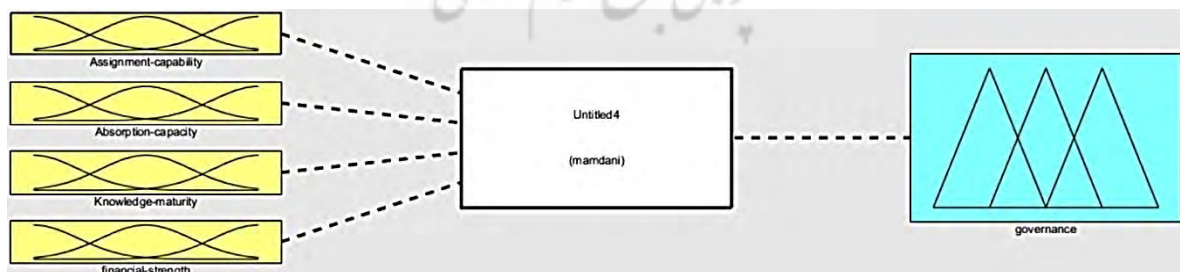 Assignment-capability
Absorption-capacity
Knowledge-maturity
financial-strength
Untitled4
(mamdani)
governance